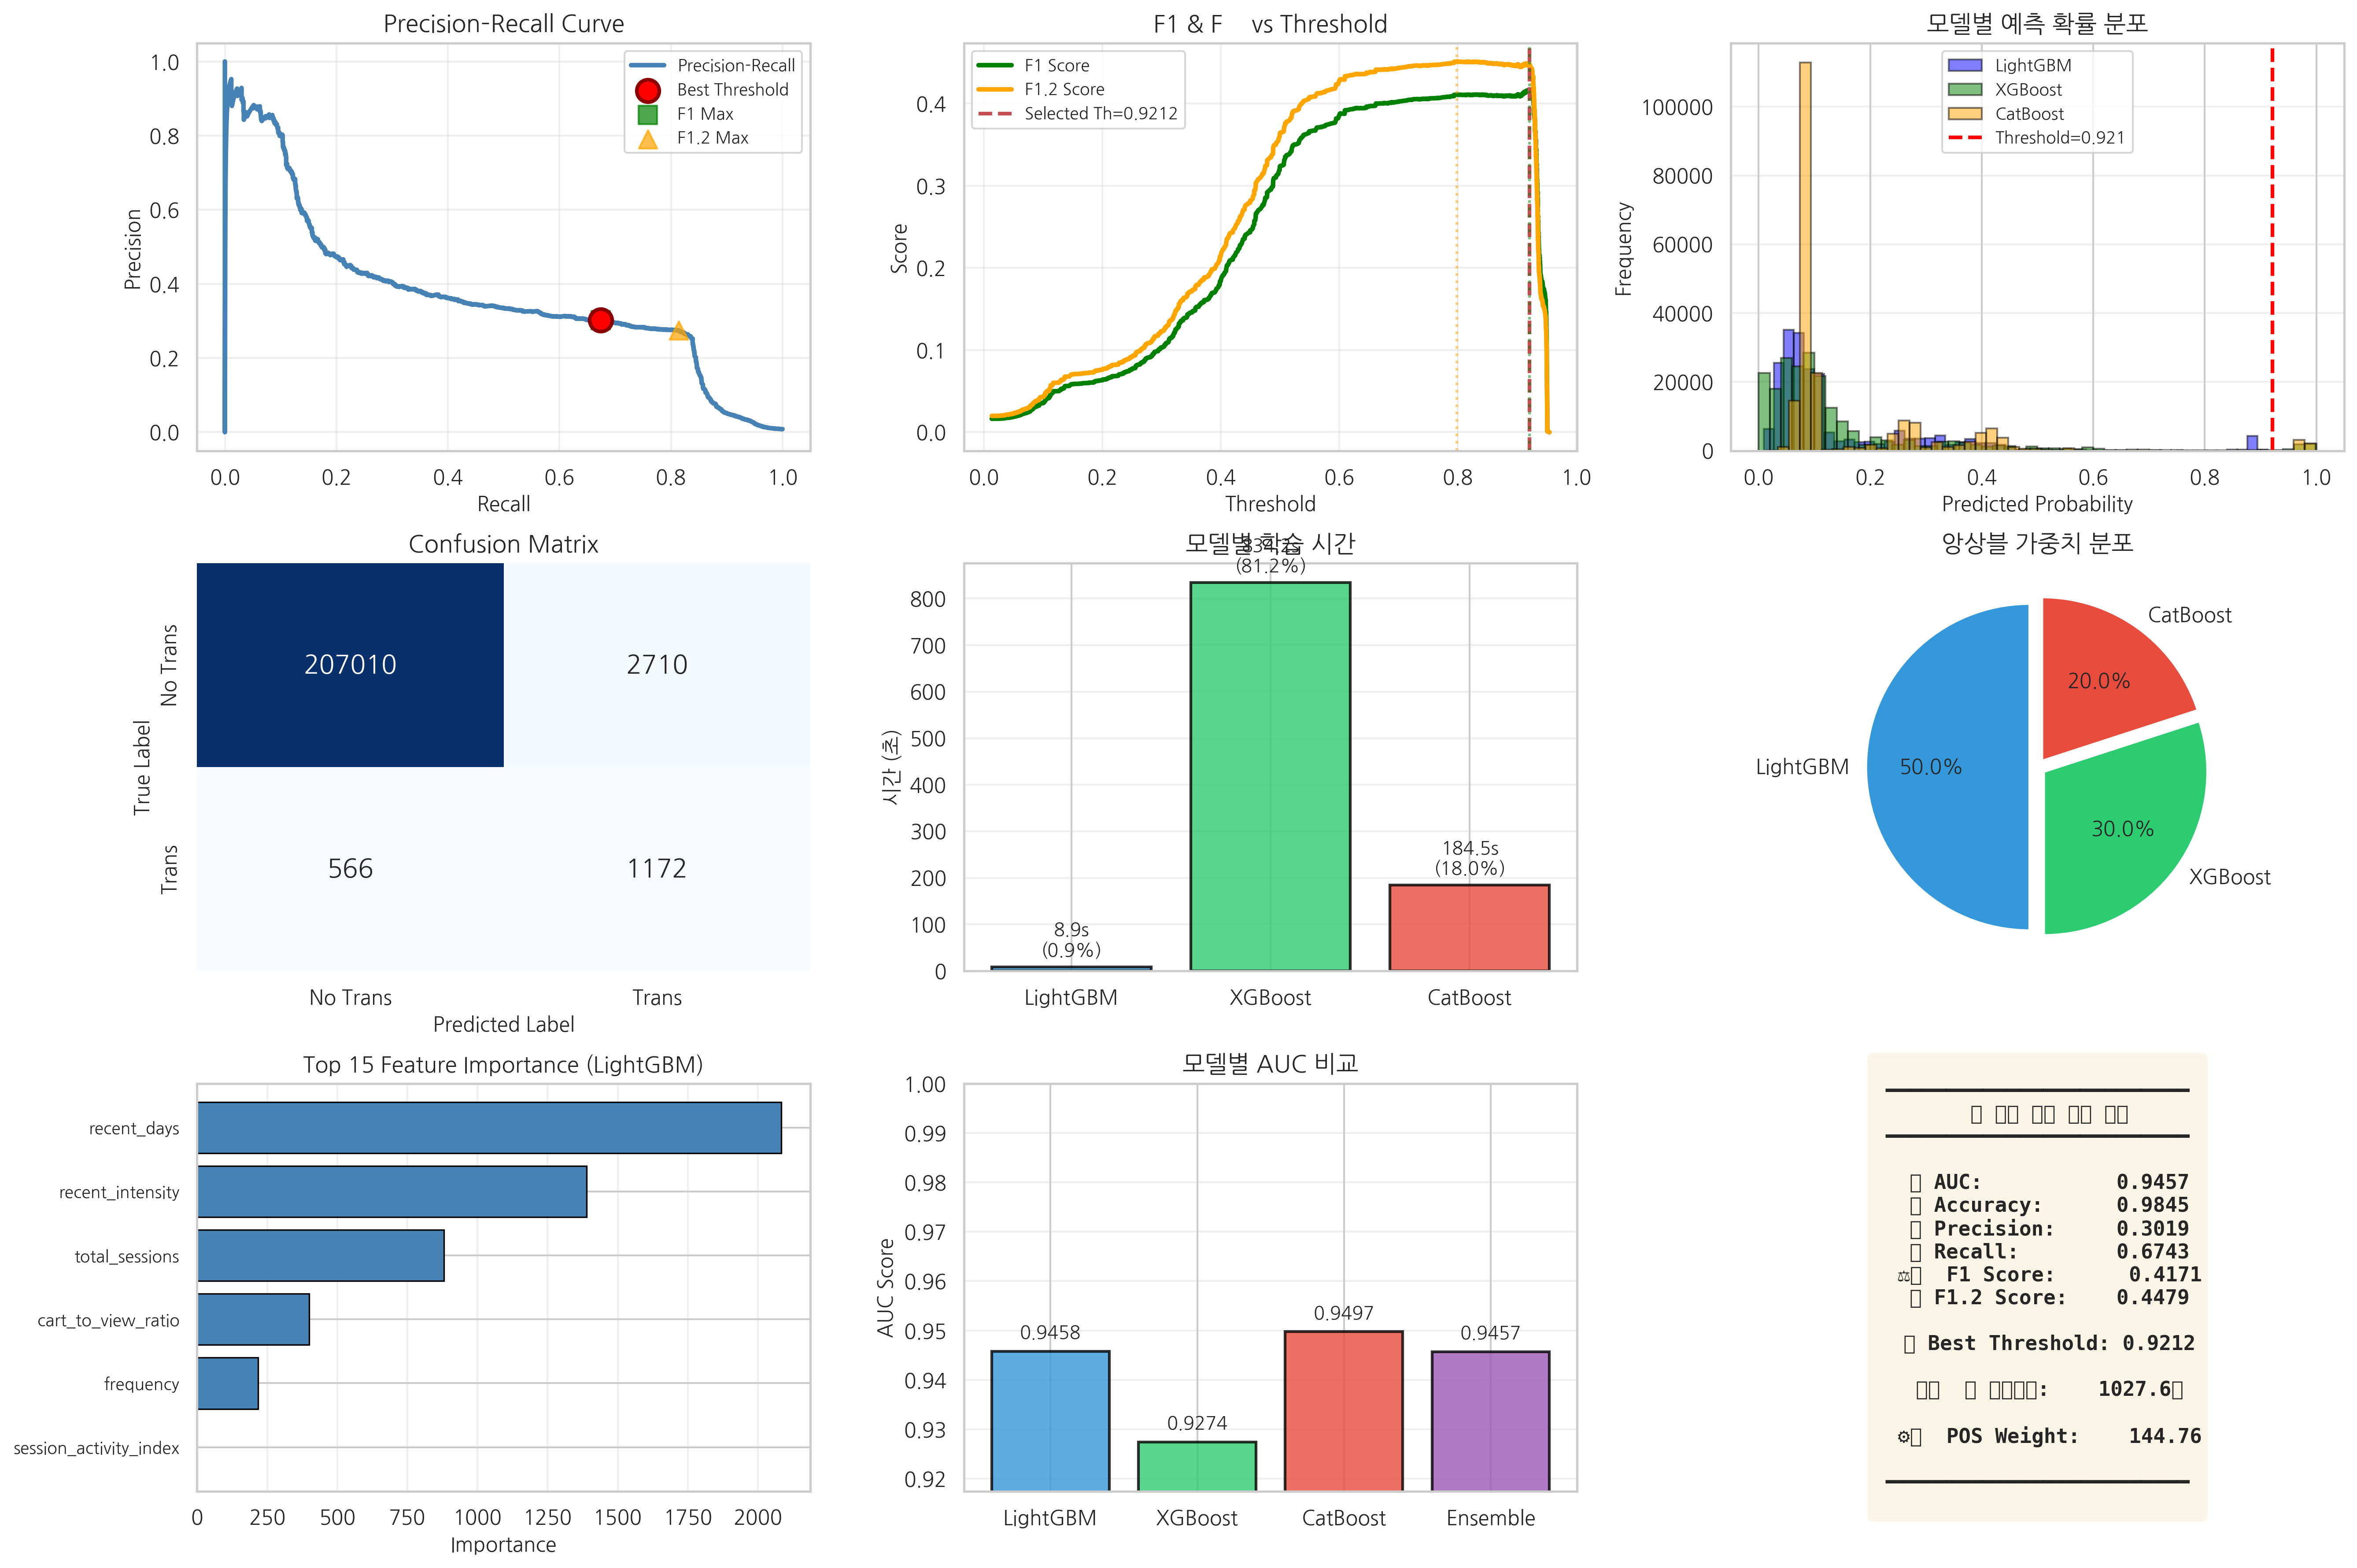 Precision-Recall Curve
Precision
1.0
0.8
0.6
0.4
0.2
0.0
Precision-Recall
Best Threshold
F1 Max
F1.2 Max
0.0 0.2 0.4 0.6 0.8 1.0
Recall
F1 & F vs Threshold
Score
0.4
0.3
0.2
0.1
0.0
F1 Score
F1.2 Score
Selected Th=0.9212
0.0 0.2 0.4 0.6 0.8 1.0
Threshold
모델별 예측 확률 분포
Frequency
100000
80000
60000
40000
20000
0
LightGBM
XGBoost
CatBoost
Threshold=0.921
0.0 0.2 0.4 0.6 0.8 1.0
Predicted Probability
Confusion Matrix
True Label
No Trans
Trans
207010 2710
566 1172
No Trans Trans
Predicted Label
모델별 학습 시간
시간 (초)
800
700
600
500
400
300
200
100
0
(81.2%)
184.5s
(18.0%)
8.9s
(0.9%)
LightGBM XGBoost CatBoost
앙상블 가중치 분포
CatBoost
20.0%
LightGBM
50.0%
30.0%
XGBoost
Top 15 Feature Importance (LightGBM)
recent_days
recent_intensity
total_sessions
cart_to_view_ratio
frequency
session_activity_index
0 250 500 750 1000 1250 1500 1750 2000
Importance
모델별 AUC 비교
AUC Score
1.00
0.99
0.98
0.97
0.96
0.95
0.94
0.93
0.92
0.9458
0.9274
0.9497
0.9457
LightGBM XGBoost CatBoost Ensemble
AUC: 0.9457
Accuracy: 0.9845
Precision: 0.3019
Recall: 0.6743
F1 Score: 0.4171
F1.2 Score: 0.4479
Best Threshold: 0.9212
: 1027.6
POS Weight: 144.76